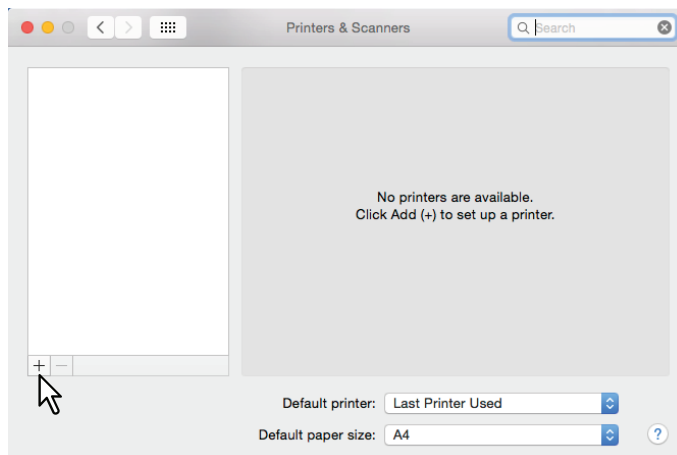 Printers & Scanners
Search
No printers are available.
Click Add (+) to set up a printer.
+ −
Default printer: Last Printer Used
Default paper size: A4
?